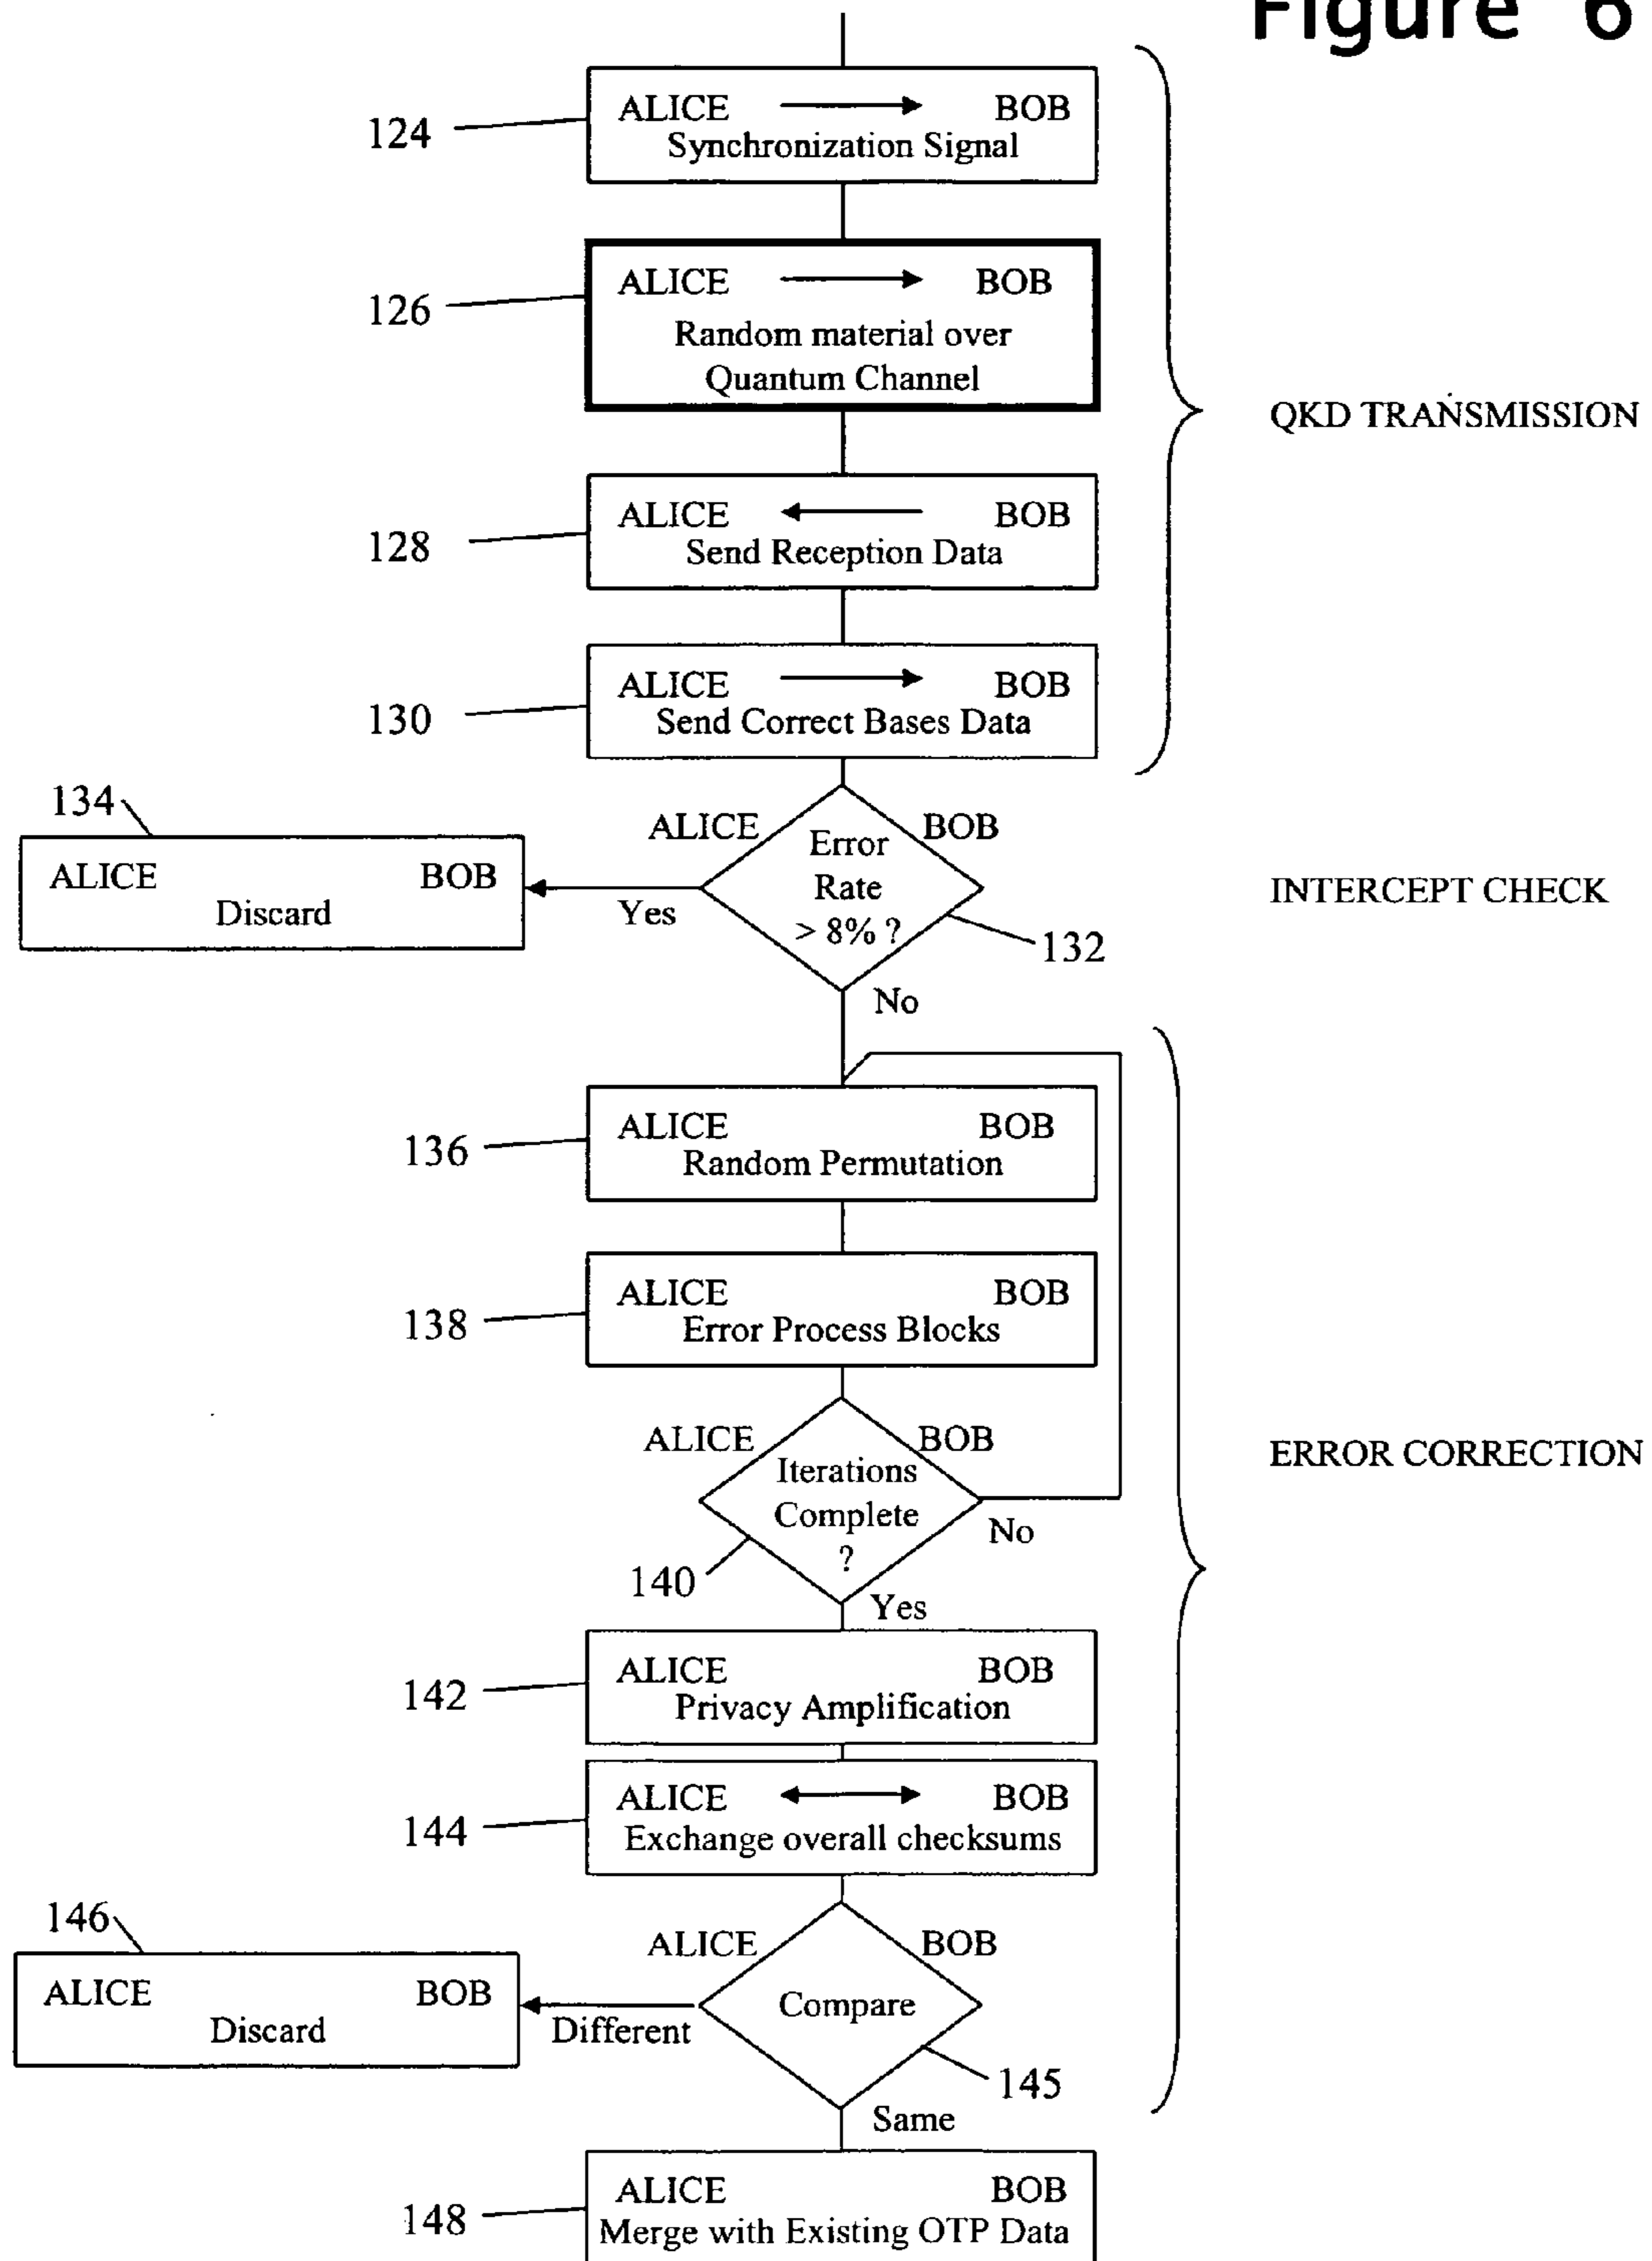 Figure 6
124
ALICE BOB
Synchronization Signal
126
ALICE BOB
Random material over
Quantum Channel
QKD TRANSMISSION
128
ALICE BOB
Send Reception Data
130
ALICE BOB
Send Correct Bases Data
134
ALICE BOB
Discard
Yes
ALICE BOB
Error
Rate
> 8% ?
132
INTERCEPT CHECK
No
136
ALICE BOB
Random Permutation
138
ALICE BOB
Error Process Blocks
ALICE BOB
Iterations
Complete
?
140
No
ERROR CORRECTION
Yes
142
ALICE BOB
Privacy Amplification
144
ALICE BOB
Exchange overall checksums
146
ALICE BOB
Discard
Different
ALICE BOB
Compare
145
Same
148
ALICE BOB
Merge with Existing OTP Data